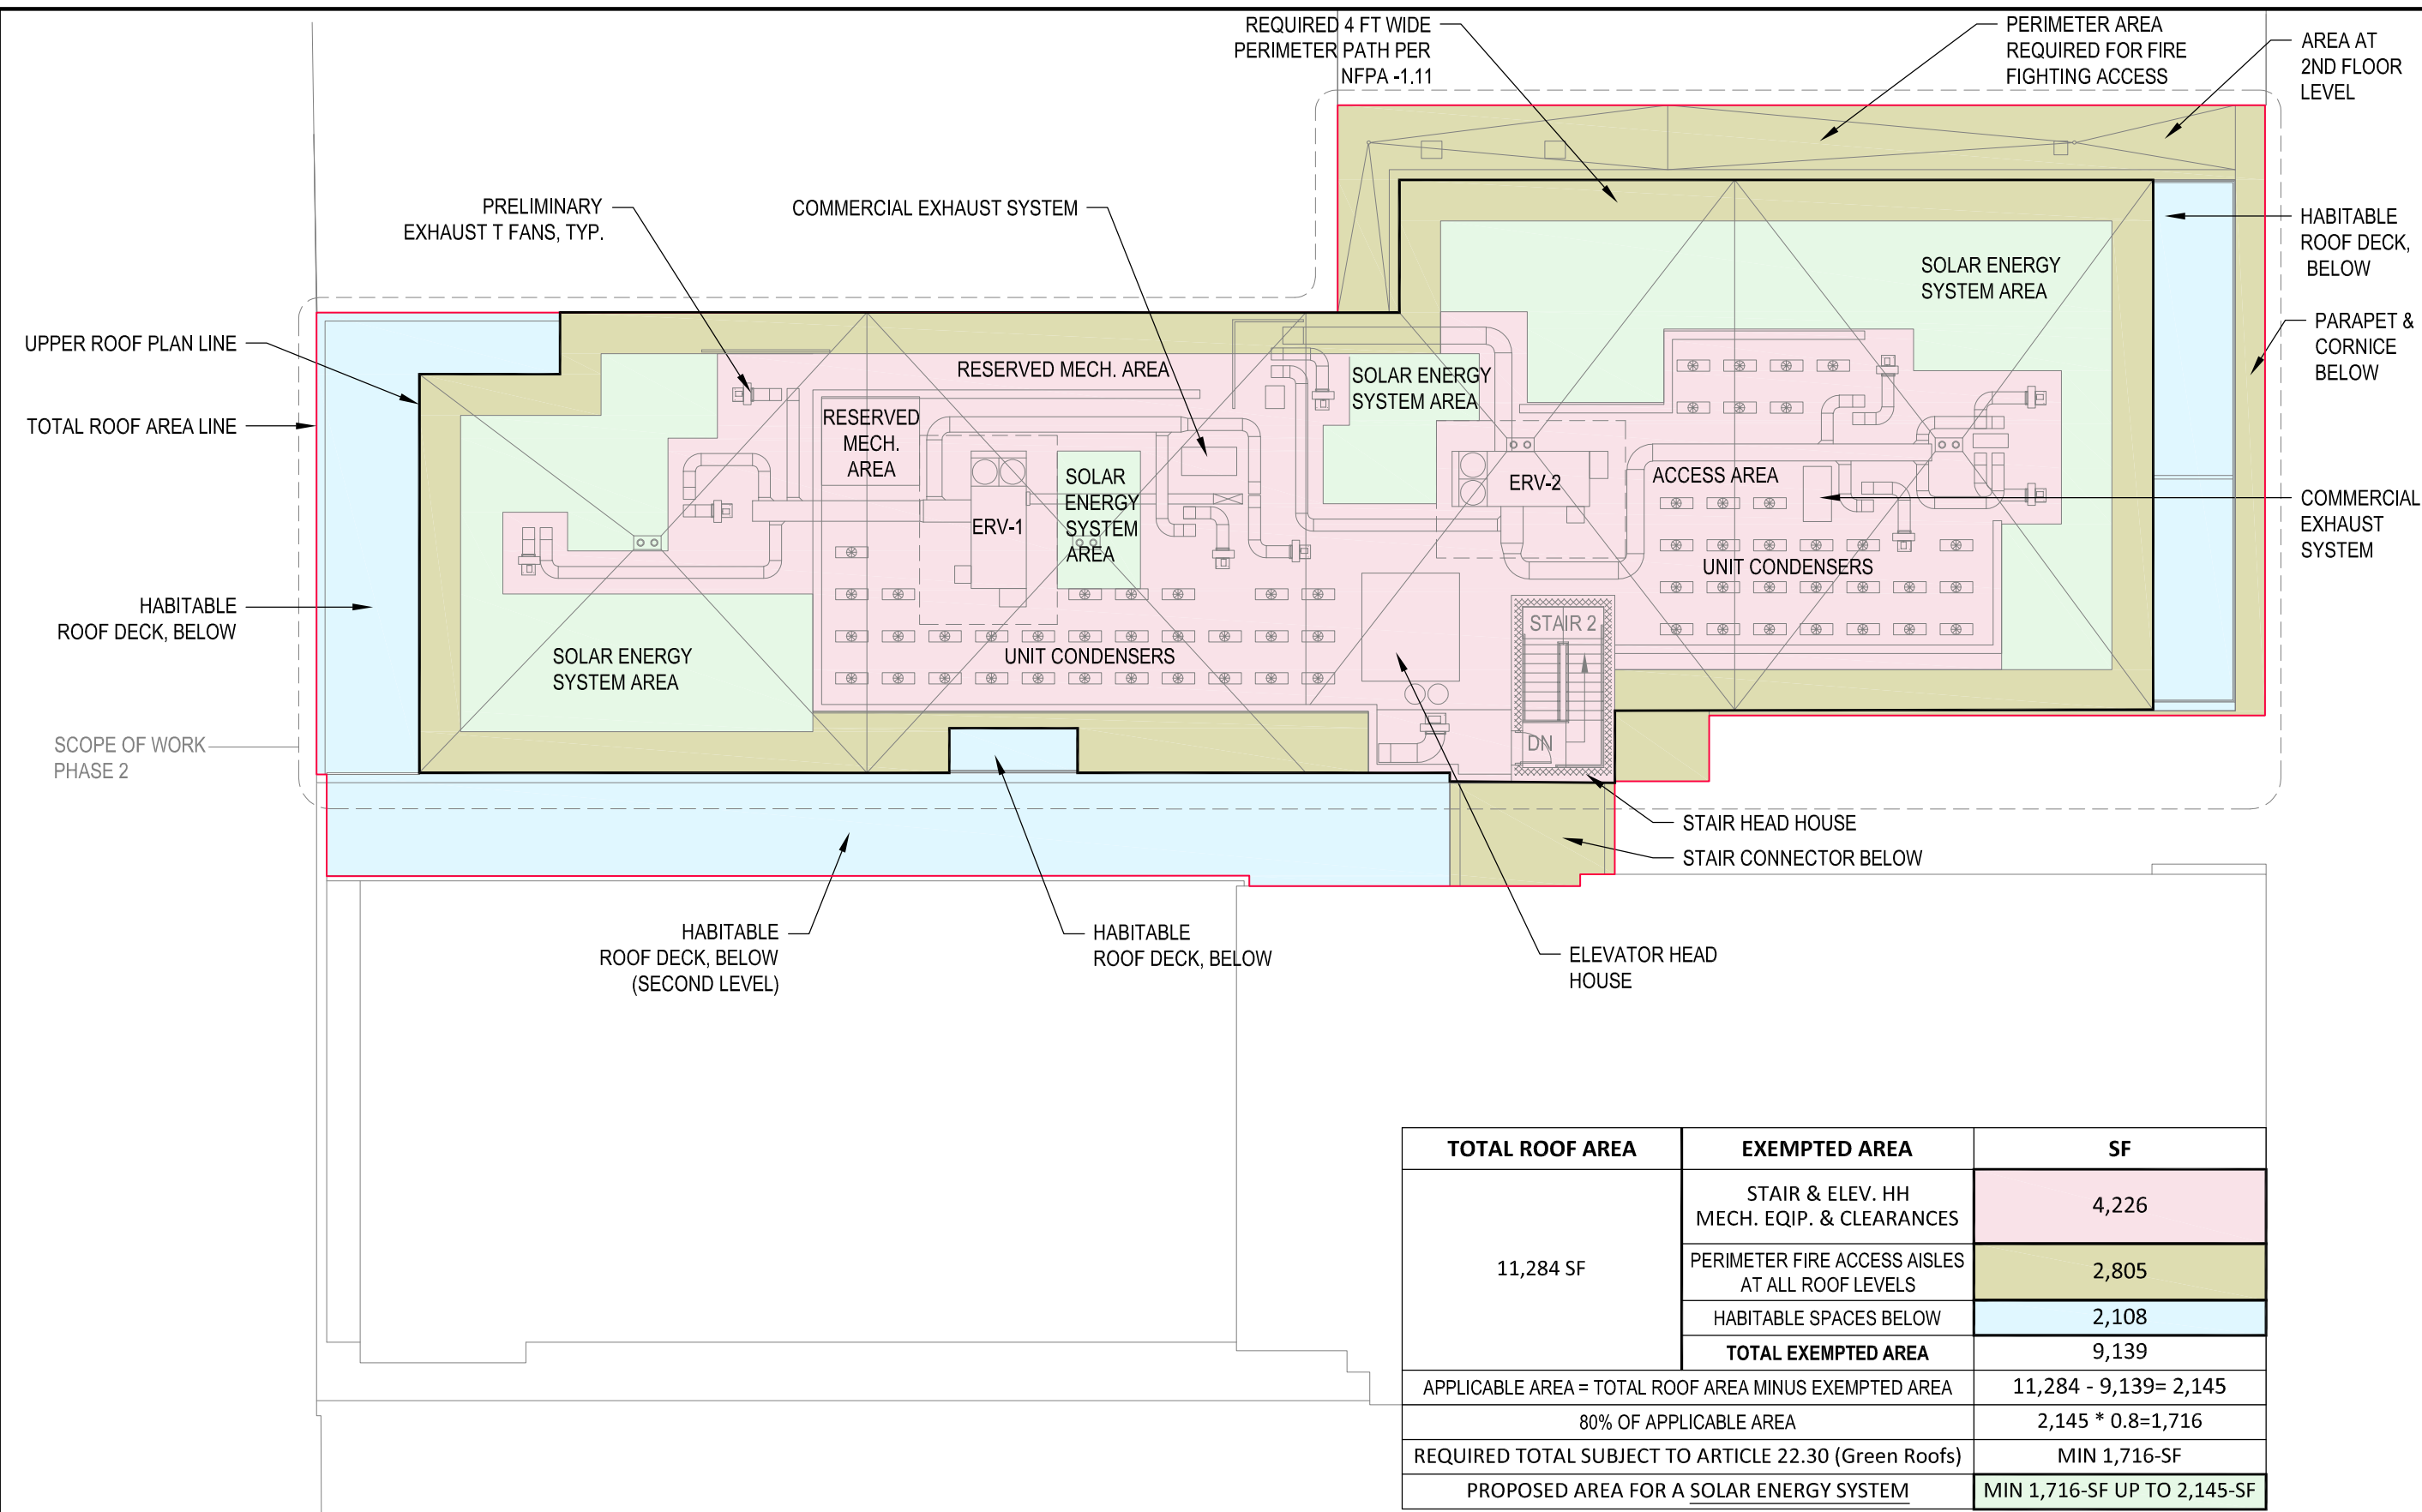 REQUIRED 4 FT WIDE
PERIMETER PATH PER
NFPA -1.11
PERIMETER AREA
REQUIRED FOR FIRE
FIGHTING ACCESS
AREA AT
2ND FLOOR
LEVEL
PRELIMINARY
EXHAUST T FANS, TYP.
COMMERCIAL EXHAUST SYSTEM
HABITABLE
ROOF DECK,
BELOW
SOLAR ENERGY
SYSTEM AREA
UPPER ROOF PLAN LINE
PARAPET &
CORNICE
BELOW
RESERVED MECH. AREA
SOLAR ENERGY
SYSTEM AREA
TOTAL ROOF AREA LINE
RESERVED
MECH.
AREA
SOLAR
ENERGY
SYSTEM
AREA
ERV-1
ERV-2
ACCESS AREA
COMMERCIAL
EXHAUST
SYSTEM
UNIT CONDENSERS
HABITABLE
ROOF DECK, BELOW
STAIR 2
UNIT CONDENSERS
SOLAR ENERGY
SYSTEM AREA
DN
SCOPE OF WORK
PHASE 2
STAIR HEAD HOUSE
STAIR CONNECTOR BELOW
HABITABLE
ROOF DECK, BELOW
(SECOND LEVEL)
HABITABLE
ROOF DECK, BELOW
ELEVATOR HEAD
HOUSE
TOTAL ROOF AREA EXEMPTED AREA SF
11,284 SF
STAIR & ELEV. HH
MECH. EQIP. & CLEARANCES
4,226
PERIMETER FIRE ACCESS AISLES
AT ALL ROOF LEVELS
2,805
HABITABLE SPACES BELOW 2,108
TOTAL EXEMPTED AREA 9,139
APPLICABLE AREA = TOTAL ROOF AREA MINUS EXEMPTED AREA 11,284 - 9,139= 2,145
80% OF APPLICABLE AREA 2,145 * 0.8=1,716
REQUIRED TOTAL SUBJECT TO ARTICLE 22.30 (Green Roofs) MIN 1,716-SF
PROPOSED AREA FOR A SOLAR ENERGY SYSTEM MIN 1,716-SF UP TO 2,145-SF